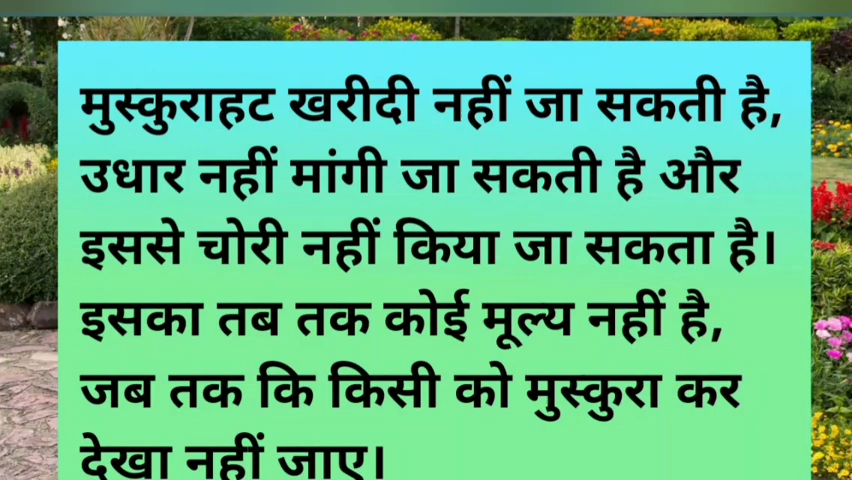 मुस्कुराहट खरीदी नहीं जा सकती है,
उधार नहीं मांगी जा सकती है और
इससे चोरी नहीं किया जा सकता है।
इसका तब तक कोई मूल्य नहीं है,
जब तक कि किसी को मुस्कुरा कर
देखा नहीं जाए।